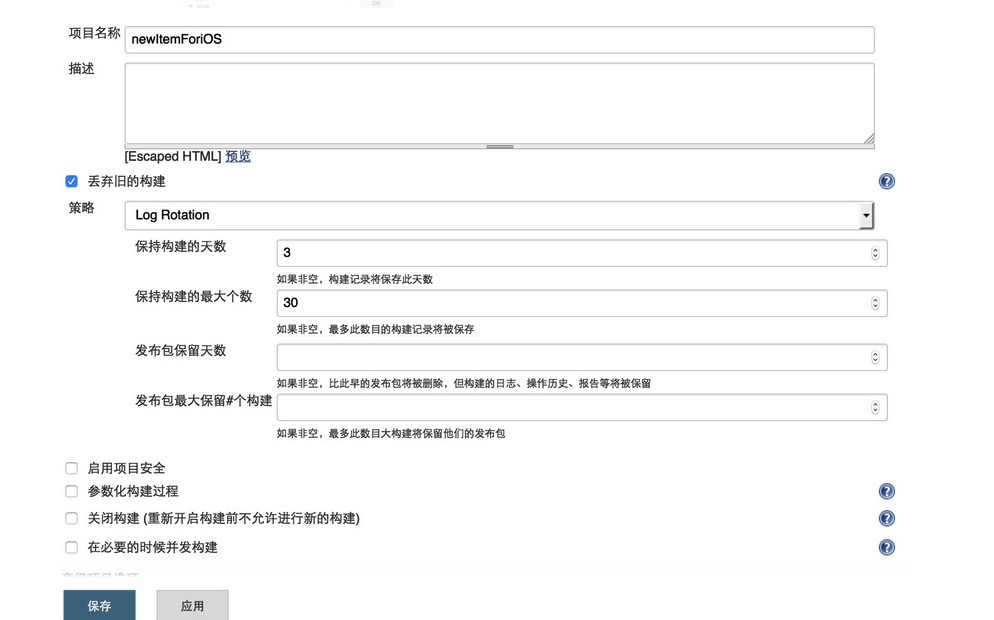 项目名称 newItemForiOS
描述
[Escaped HTML] 预览
丢弃旧的构建
策略 Log Rotation
保持构建的天数 3
如果非空，构建记录将保存此天数
保持构建的最大个数 30
如果非空，最多此数目的构建记录将被保存
发布包保留天数
如果非空，比此早的发布包将被删除，但构建的日志、操作历史、报告等将被保留
发布包最大保留#个构建
如果非空，最多此数目大构建将保留他们的发布包
启用项目安全
参数化构建过程
关闭构建 (重新开启构建前不允许进行新的构建)
在必要的时候并发构建
保存 应用